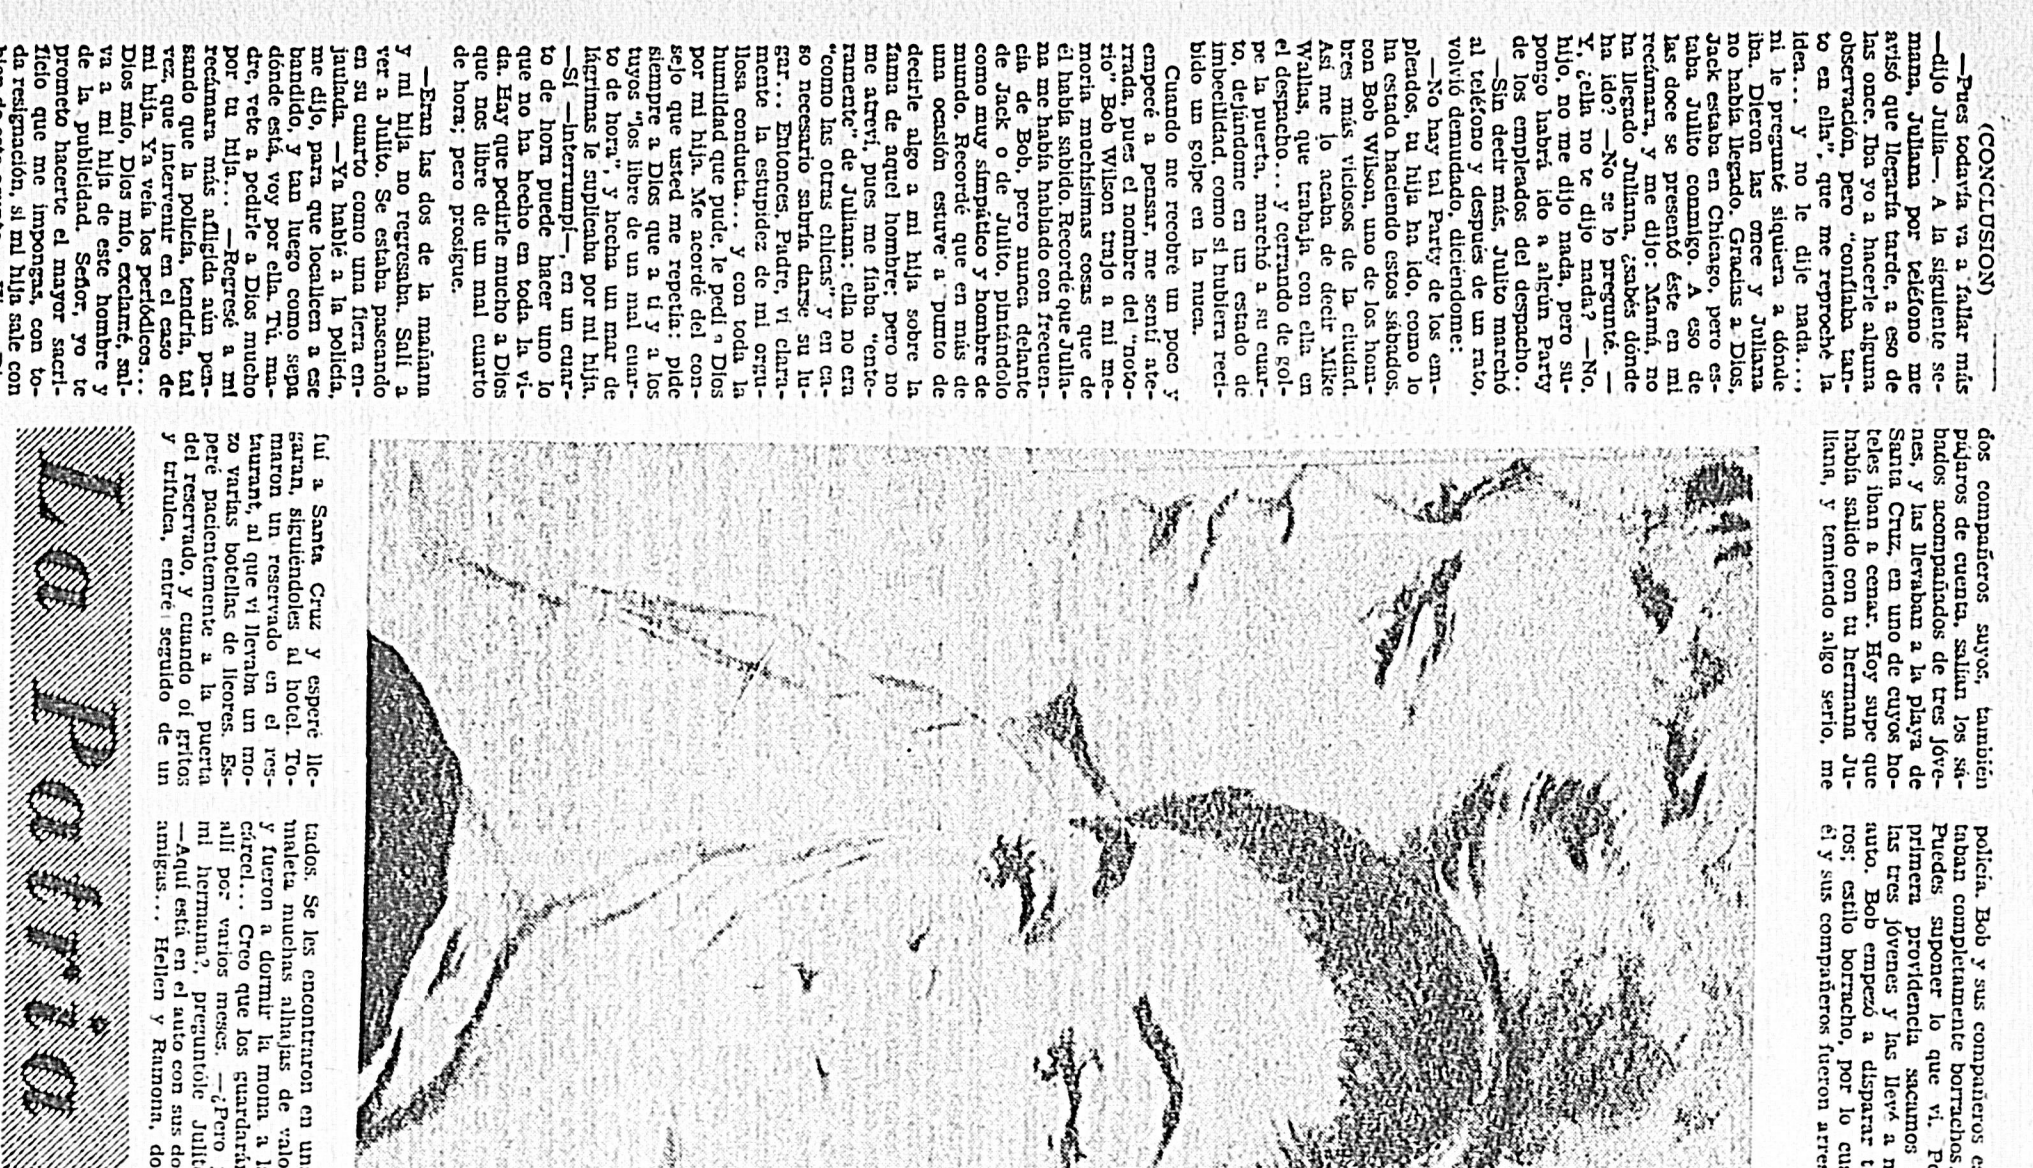 (CONCLUSION)
—Pues todavía va a fallar más
—dijo Julia—. A la siguiente se-
mana, Juliana por teléfono me
avisó que llegaría tarde, a eso de
las once. Iba yo a hacerle alguna
observación, pero "confiaba tan-
to en ella", que me reproché la
idea... y no le dije nada...,
ni le pregunté siquiera a dónde
iba. Dieron las once y Juliana
no había llegado. Gracias a Dios,
Jack estaba en Chicago, pero es-
taba Julito conmigo. A eso de
las doce se presentó éste en mi
recámara, y me dijo: Mamá, no
ha llegado Juliana, ¿sabés dónde
ha ido? —No se lo pregunté. —
Y, ¿ella no te dijo nada? —No,
hijo, no me dijo nada, pero su-
pongo habrá ido a algún Party
de los empleados del despacho..
—Sin decir más, Julito marchó
al teléfono y después de un rato,
volvió demudado, diciéndome:
—No hay tal Party de los em-
pleados, tu hija ha ido, como lo
ha estado haciendo estos sábados,
con Bob Wilson, uno de los hom-
bres más viciosos de la ciudad.
Así me lo acaba de decir Mike
Wallas, que trabaja con ella en
el despacho... y cerrando de gol-
pe la puerta, marchó a su cuar-
to, dejándome en un estado de
imbecilidad, como si hubiera reci-
bido un golpe en la nuca.
Cuando me recobré un poco y
empecé a pensar, me sentí ate-
rrada, pues el nombre del "noto-
rio" Bob Wilson trajo a mi me-
moria muchísimas cosas que de
él había sabido. Recordé que Julia-
na me había hablado con frecuen-
cia de Bob, pero nunca delante
de Jack o de Julito, pintándolo
como muy simpático y hombre de
mundo. Recordé que en más de
una ocasión estuve a punto de
decirle algo a mi hija sobre la
fama de aquel hombre; pero no
me atreví, pues me fiaba "ente-
ramente" de Juliana: ella no era
"como las otras chicas" y en ca-
so necesario sabría darse su lu-
gar... Entonces, Padre, vi clara-
mente la estupidez de mi orgu-
llosa conducta... y con toda la
humildad que pude, le pedí a Dios
por mi hija. Me acordé del con-
sejo que usted me repetía: pide
siempre a Dios que a ti y a los
tuyos "los libre de un mal cuar-
to de hora", y hecha un mar de
lágrimas le suplicaba por mi hija.
—Sí —interrumpí—, en un cuar-
to de hora puede hacer uno lo
que no ha hecho en toda la vi-
da. Hay que pedirle mucho a Dios
que nos libre de un mal cuarto
de hora; pero prosigue.
—Eran las dos de la mañana
y mi hija no regresaba. Salí a
ver a Julito. Se estaba paseando
en su cuarto como una fiera en-
jaulada. —Ya hablé a la policía,
me dijo, para que localicen a ese
bandido, y tan luego como sepa
dónde está, voy por ella. Tú, ma-
dre, vete a pedirle a Dios mucho
por tu hija... —Regresé a mi
recámara más afligida aún pen-
sando que la policía, tendría, tal
vez, que intervenir en el caso de
mi hija. Ya veía los periódicos...
Dios mío, Dios mío, exclamé, sal-
va a mi hija de este hombre y
de la publicidad. Señor, yo te
prometo hacerte el mayor sacri-
ficio que me impongas, con to-
da resignación, si mi hija sale con
dos compañeros suyos, también
pájaros de cuenta, salían los sá-
bados acompañados de tres jóve-
nes, y las llevaban a la playa de
Santa Cruz, en uno de cuyos ho-
teles iban a cenar. Hoy supe que
había salido con tu hermana Ju-
liana, y temiendo algo serio, me
fuí a Santa Cruz y esperé lle-
garan, siguiéndoles al hotel. To-
maron un reservado en el res-
taurant, al que vi llevaba un mo-
zo varias botellas de licores. Es-
peré pacientemente a la puerta
del reservado, y cuando oí gritos
y trifulca, entré seguido de un
policía. Bob y sus compañeros es
taban completamente borrachos
Puedes suponer lo que vi. Po
primera providencia sacamos
las tres jóvenes y las llevé a m
auto. Bob empezó a disparar t
ros; estilo borracho, por lo cua
él y sus compañeros fueron arres
tados. Se les encontraron en una
maleta muchas alhajas de valo
y fueron a dormir la mona a la
cárcel... Creo que los guardarán
allí por varios meses. —¿Pero
mi hermana?, preguntóle Julit
—Aquí está en el auto con sus do
amigas... Hellen y Ramona, do
La Patria